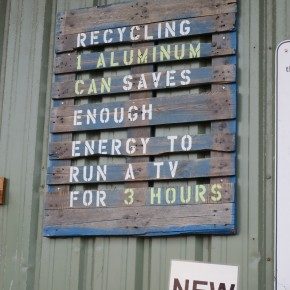 RECYCLING
1 ALUMINUM
CAN SAVES
ENOUGH
ENERGY TO
RUN A TV
FOR 3 HOURS
NEW